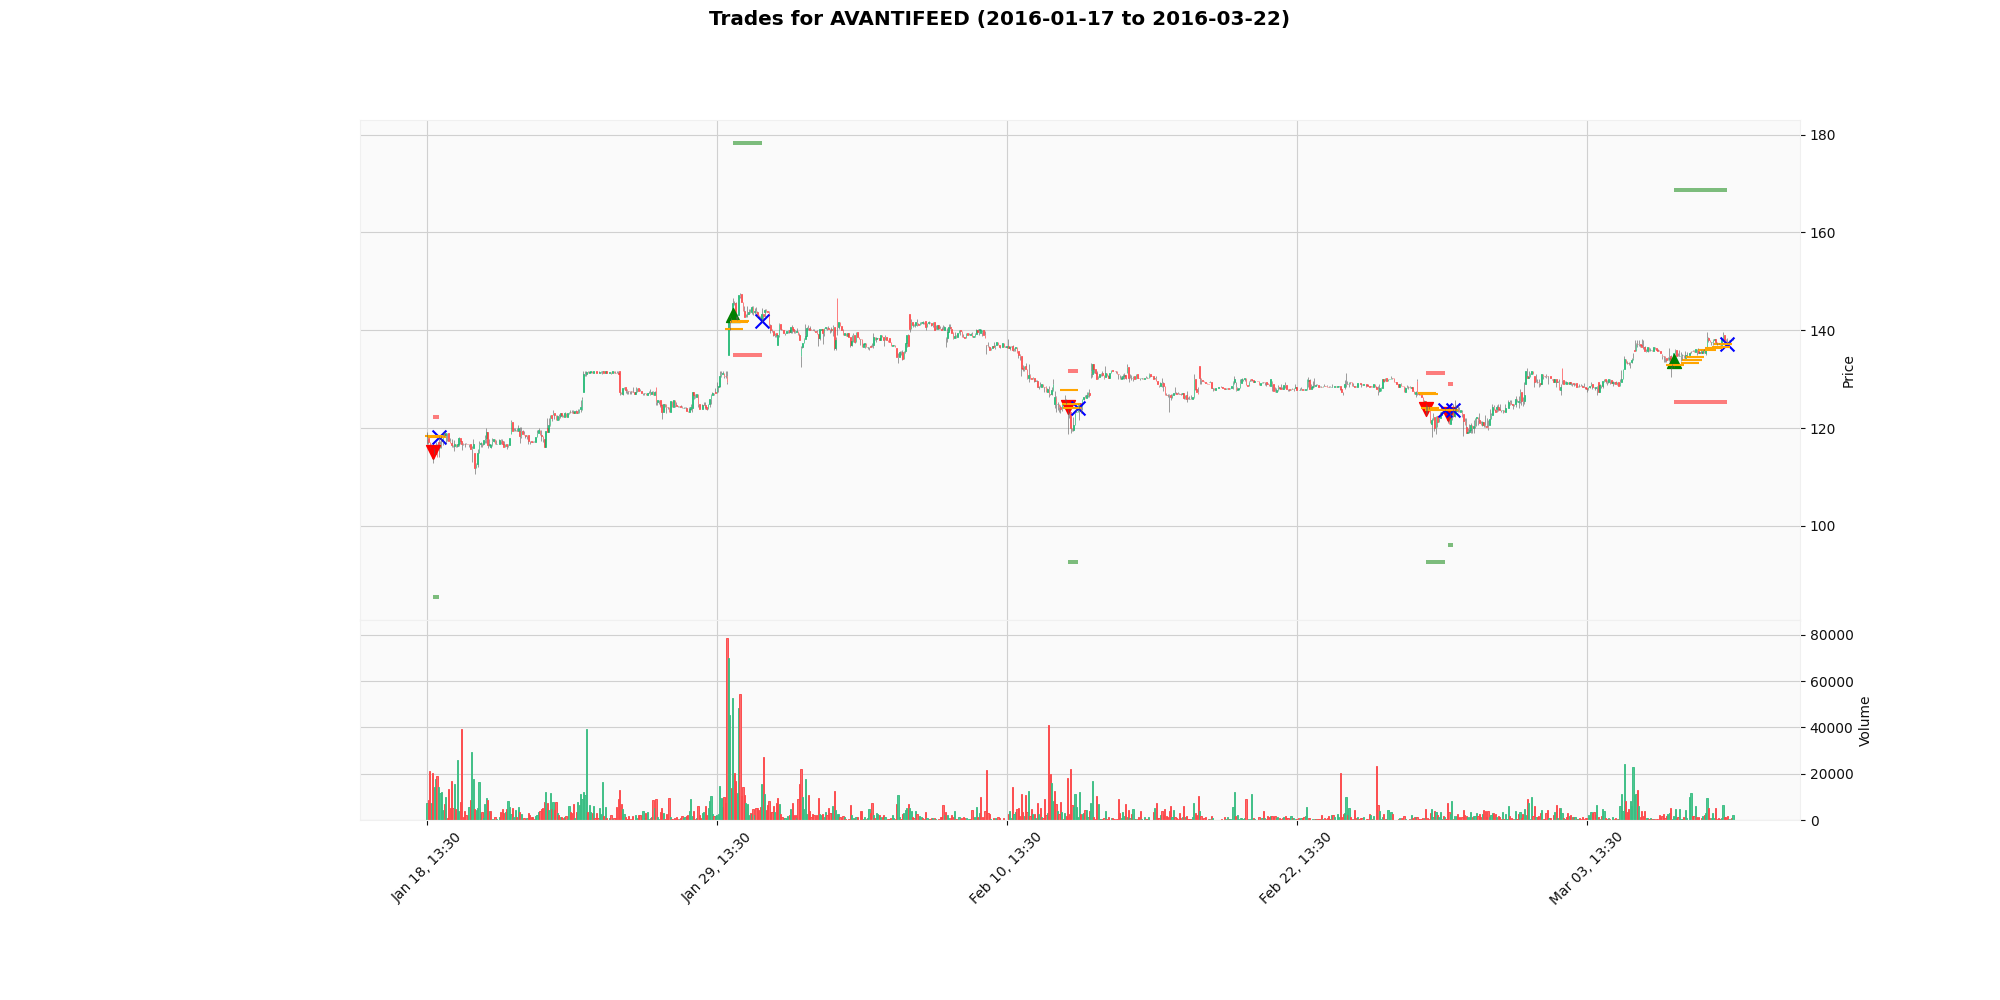 Trades for AVANTIFEED (2016-01-17 to 2016-03-22)
180
160
140
120
100
Price
80000
60000
40000
20000
0
Volume
Jan 18, 13:30
Jan 29, 13:30
Feb 10, 13:30
Feb 22, 13:30
Mar 03, 13:30